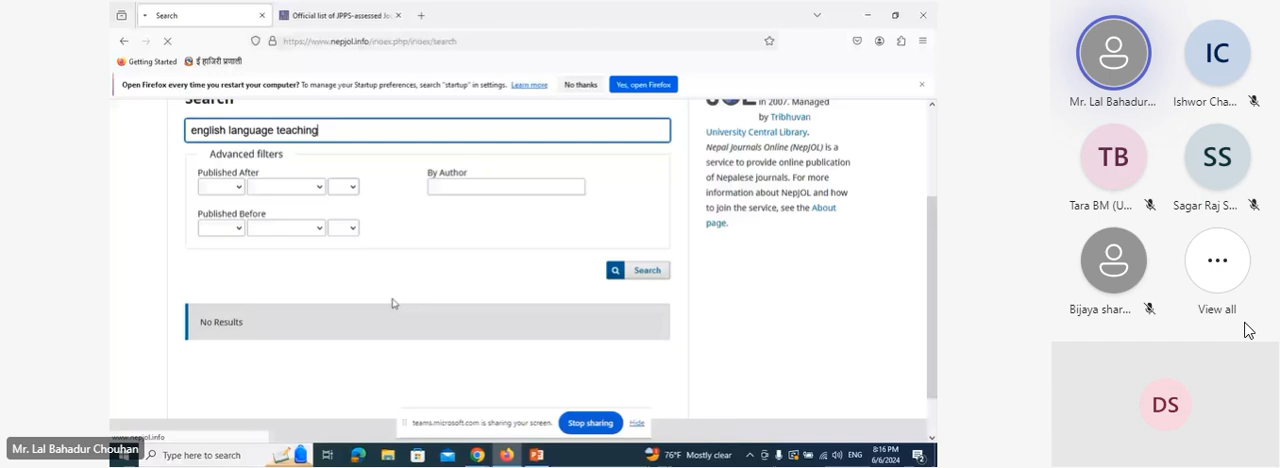 Search
Official list of JPPS-assessed Jou
https://www.nepjol.info/index.php/index/search
Getting Started
ई हाजिरी प्रणाली
Open Firefox every time you restart your computer? To manage your Startup preferences, search "startup" in settings. Learn more
No thanks
Yes, open Firefox
Search
english language teaching
Advanced filters
Published After
By Author
Published Before
Search
No Results
in 2007. Managed
by Tribhuvan
University Central Library.
Nepal Journals Online (NepJOL) is a
service to provide online publication
of Nepalese journals. For more
information about NepJOL and how
to join the service, see the About
page.
teams.microsoft.com is sharing your screen.
Stop sharing
Hide
www.nepjol.info
Mr. Lal Bahadur Chouhan
Type here to search
76°F Mostly clear
ENG
8:16 PM
6/6/2024
2
Mr. Lal Bahadur...
IC
Ishwor Cha...
TB
Tara BM (U...
SS
Sagar Raj S...
Bijaya shar...
View all
DS